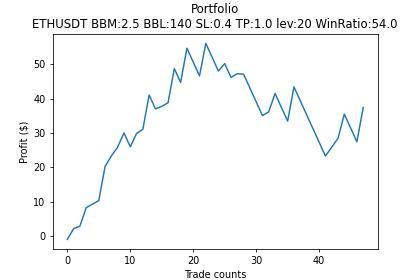 Portfolio
ETHUSDT BBM:2.5 BBL:140 SL:0.4 TP:1.0 lev:20 WinRatio:54.0
Profit ($)
50
40
30
20
10
0
0 10 20 30 40
Trade counts